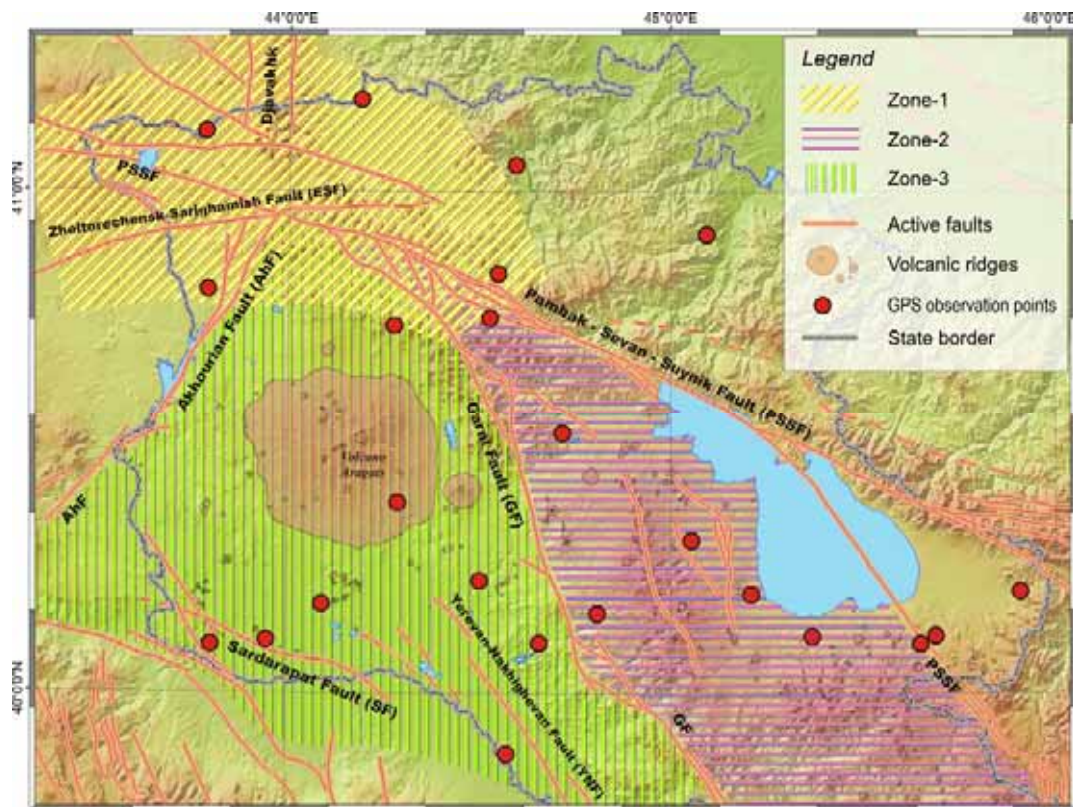 44°0'0"E
45°0'0"E
46°0'0"E
41°0'0"N
40°0'0"N
Legend
Zone-1
Zone-2
Zone-3
Active faults
Volcanic ridges
GPS observation points
State border
Djavakhk
PSSF
Zheltorechensk-Sarighamish Fault (ESF)
Akhourian Fault (AhF)
AhF
Pambak - Sevan - Suynik Fault (PSSF)
Garni Fault (GF)
Volcano
Aragats
Yerevan-Nakhighevan Fault (YNF)
Sardarapat Fault (SF)
GF
PSSF